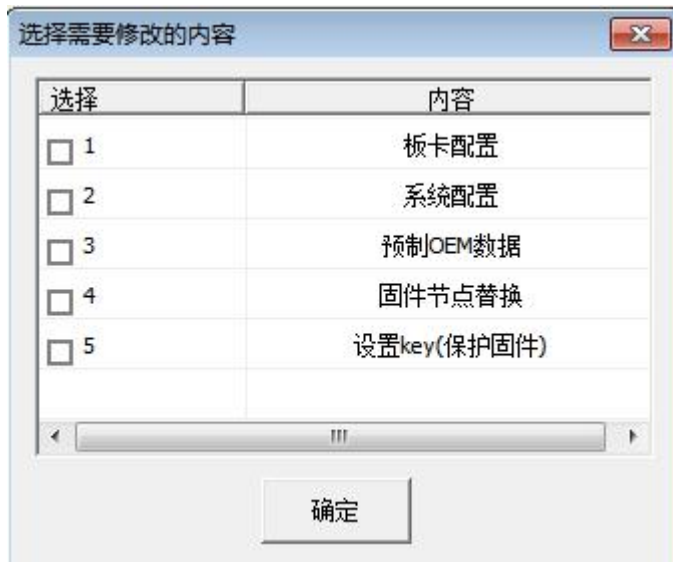 选择需要修改的内容
选择 内容
1 板卡配置
2 系统配置
3 预制OEM数据
4 固件节点替换
5 设置key(保护固件)
确定